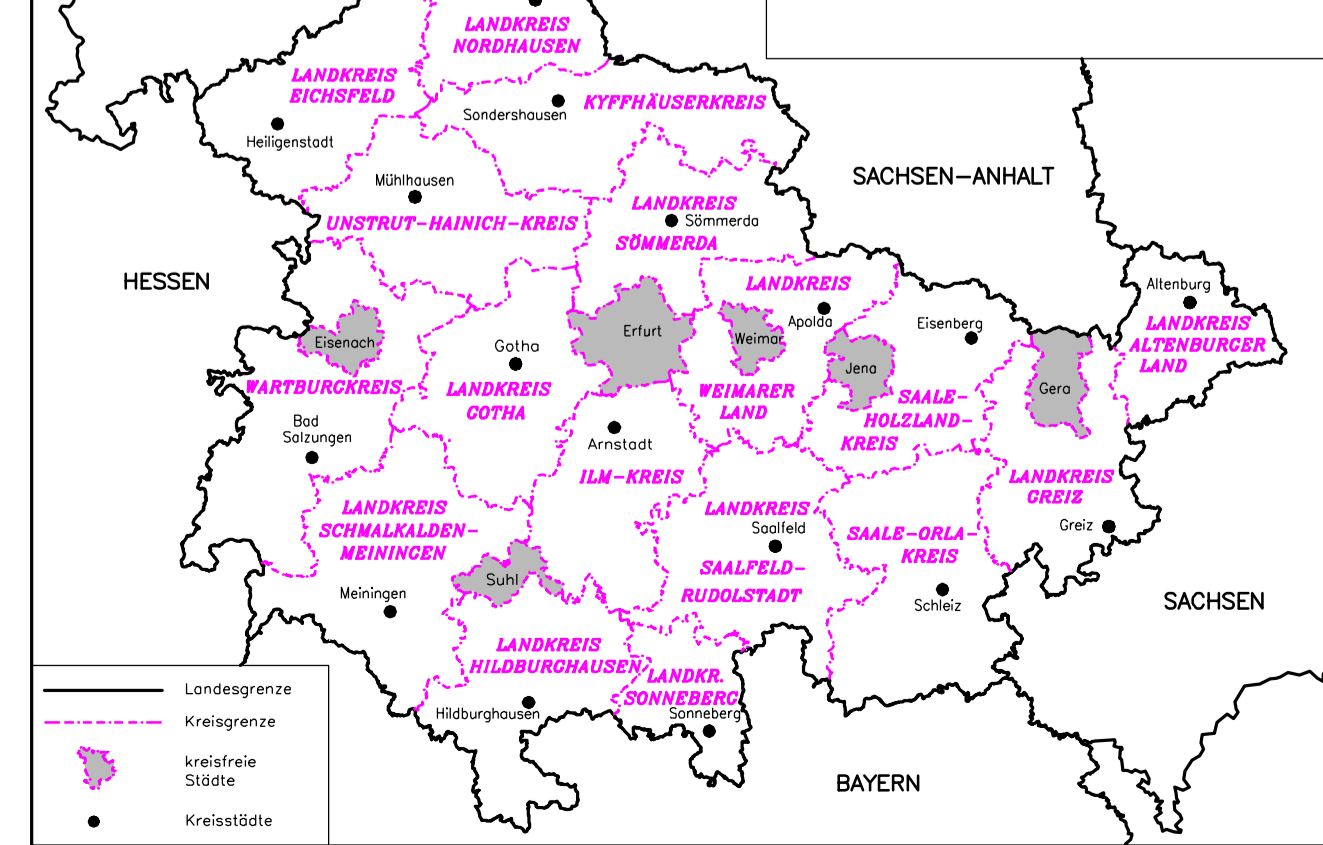 LANDKREIS
NORDHAUSEN
LANDKREIS
EICHSFELD
KYFFHÄUSERKREIS
Sondershausen
Heiligenstadt
SACHSEN-ANHALT
Mühlhausen
UNSTRUT-HAINICH-KREIS
LANDKREIS
Sömmerda
SÖMMERDA
HESSEN
LANDKREIS
Altenburg
Apolda
Eisenberg
LANDKREIS
ALTENBURGER
LAND
Erfurt
Weimar
Eisenach
Gotha
Jena
WARTBURGKREIS
LANDKREIS
GOTHA
WEIMARER
LAND
Gera
SAALE-
HOLZLAND-
KREIS
Bad
Salzungen
Arnstadt
ILM-KREIS
LANDKREIS
GREIZ
LANDKREIS
SCHMALKALDEN-
MEININGEN
LANDKREIS
Saalfeld
SAALFELD-
RUDOLSTADT
SAALE-ORLA-
KREIS
Greiz
Suhl
Meiningen
Schleiz
SACHSEN
LANDKREIS
HILDBURGHAUSEN
LANDKR.
SONNEBERG
Hildburghausen
Sonneberg
BAYERN
Landesgrenze
Kreisgrenze
kreisfreie
Städte
Kreisstädte